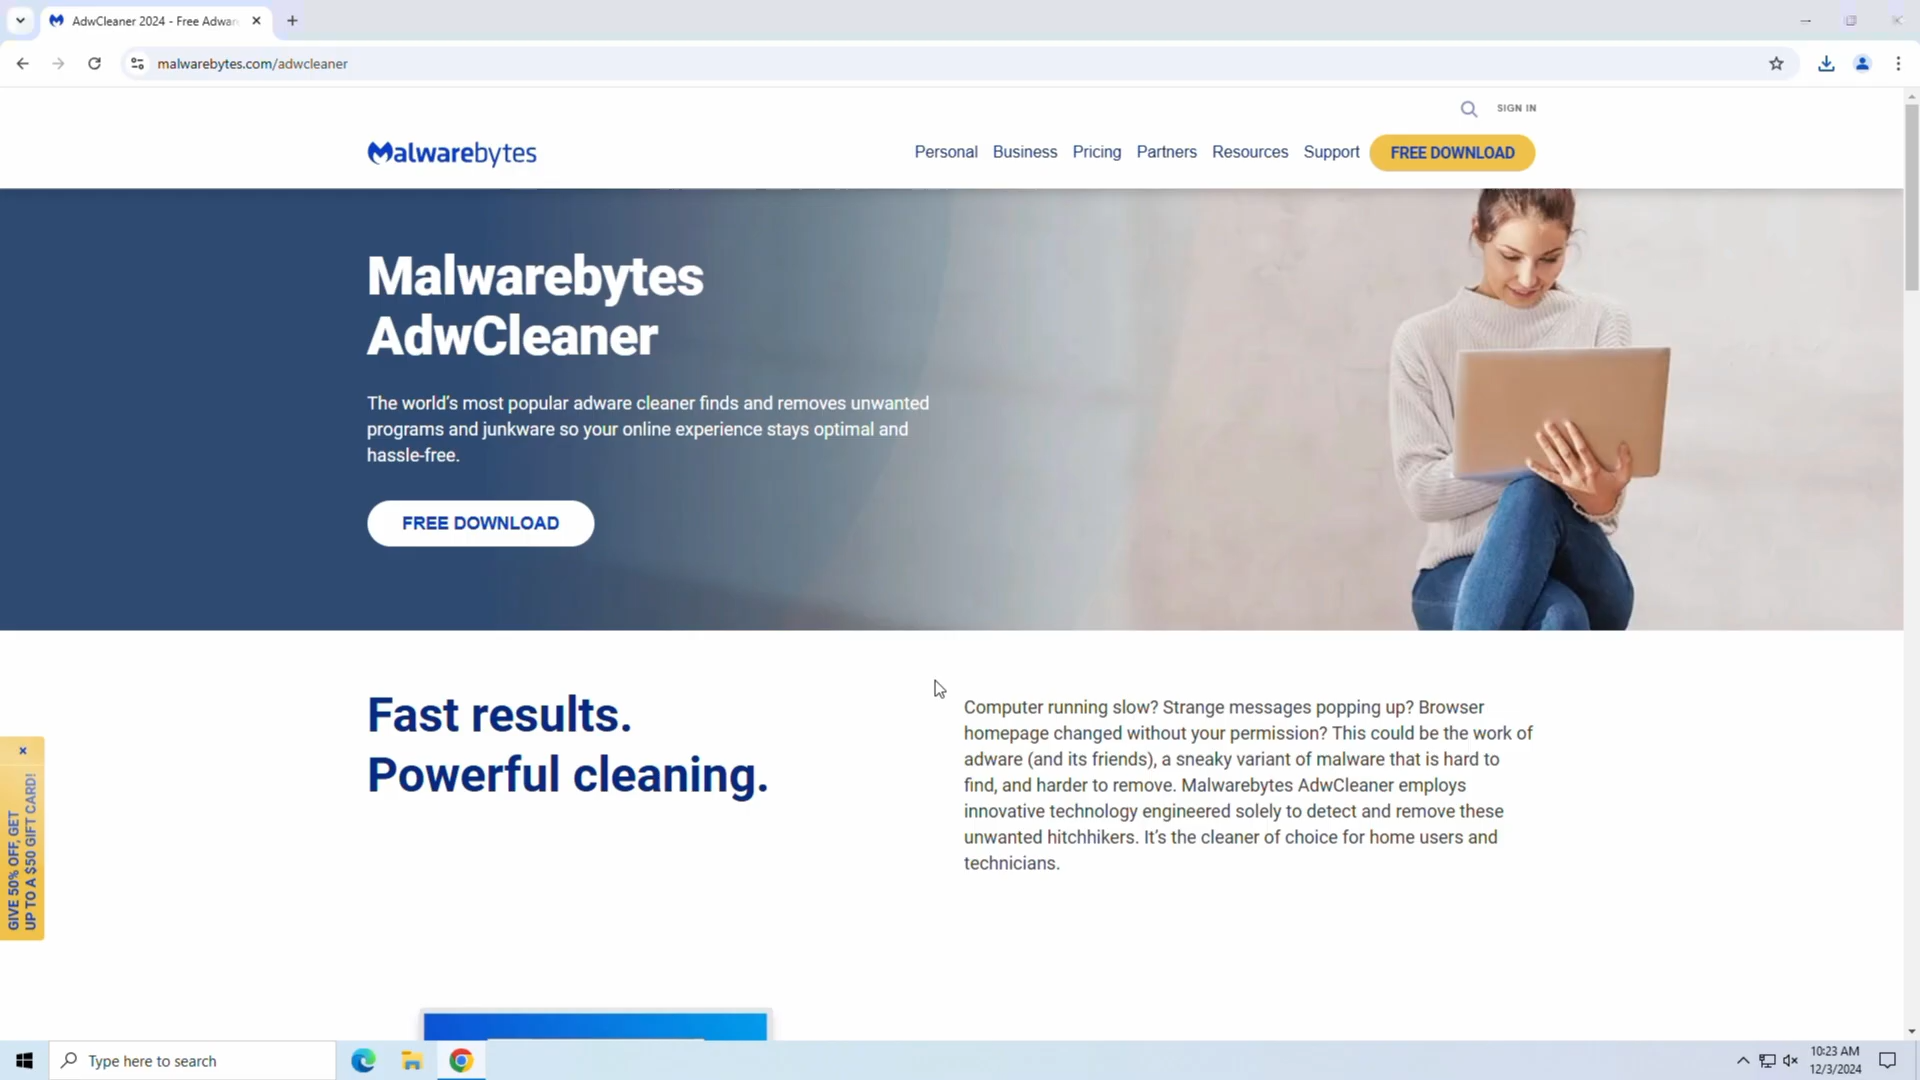 AdwCleaner 2024 - Free Adwar
malwarebytes.com/adwcleaner
SIGN IN
Malwarebytes
Personal
Business
Pricing
Partners
Resources
Support
FREE DOWNLOAD
Malwarebytes
AdwCleaner
The world's most popular adware cleaner finds and removes unwanted
programs and junkware so your online experience stays optimal and
hassle-free.
FREE DOWNLOAD
Fast results.
Powerful cleaning.
Computer running slow? Strange messages popping up? Browser
homepage changed without your permission? This could be the work of
adware (and its friends), a sneaky variant of malware that is hard to
find, and harder to remove. Malwarebytes AdwCleaner employs
innovative technology engineered solely to detect and remove these
unwanted hitchhikers. It's the cleaner of choice for home users and
technicians.
GIVE 50% OFF, GET
UP TO A $50 GIFT CARD!
Type here to search
10:23 AM
12/3/2024